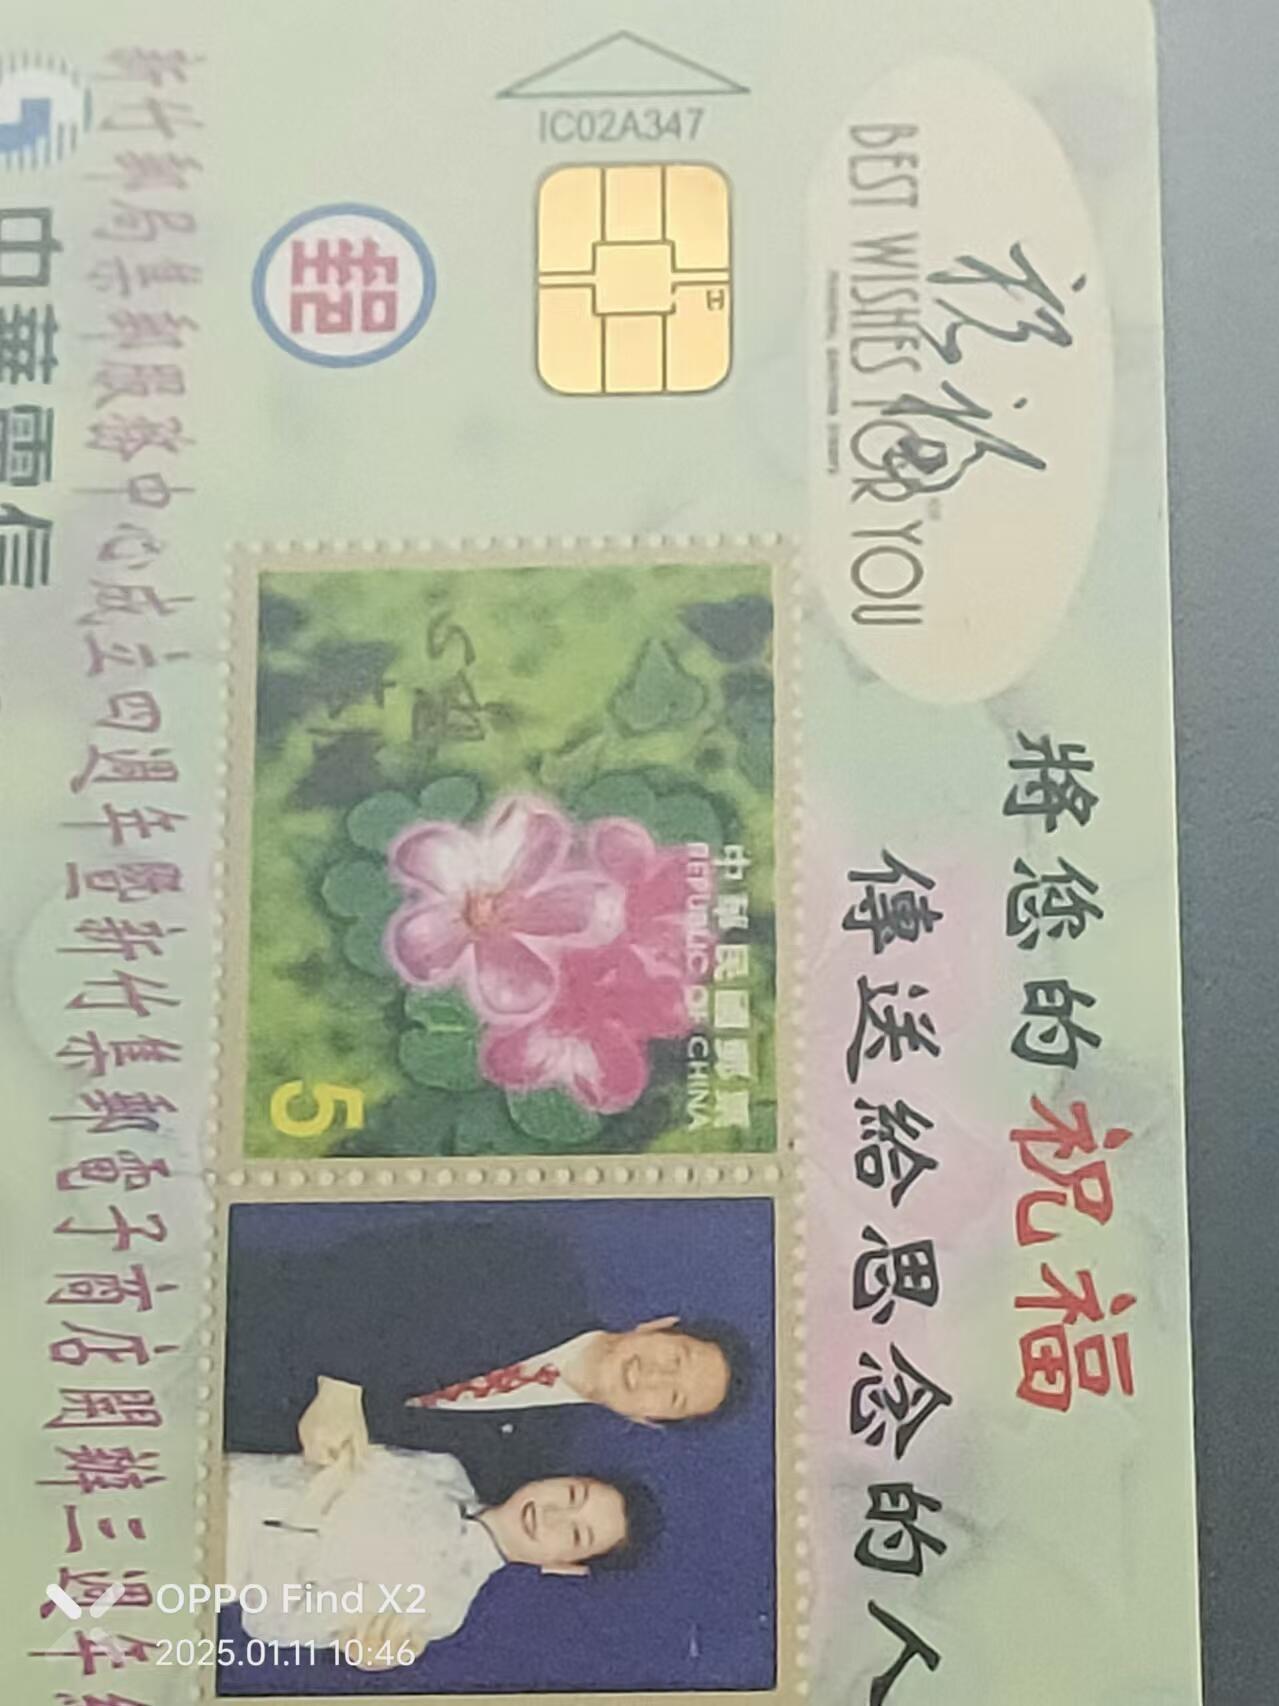 祝福
BEST WISHES FOR YOU
將您的祝福
傳送給思念的人
IC02A347
郵
中華民國郵票
REPUBLIC OF CHINA
5
新竹郵局集郵服務中心成立四週年暨新竹集郵電子商店開辦三週年
中華電信
OPPO Find X2
2025.01.11 10:46